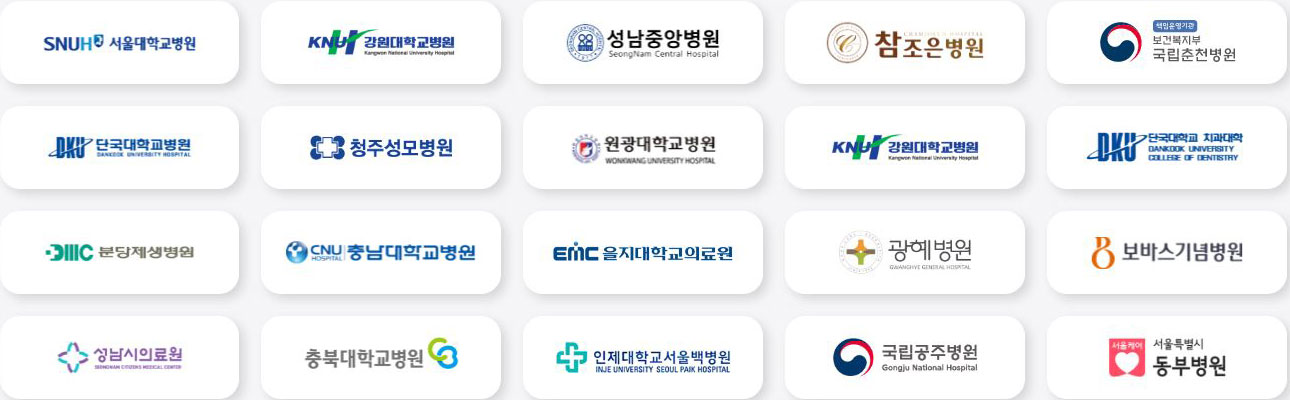 SNUH 서울대학교병원
KNUH 강원대학교병원
Kangwon National University Hospital
성남중앙병원
SeongNam Central Hospital
참조은병원
책임운영기관
보건복지부
국립춘천병원
DKU 단국대학교병원
DANKOOK UNIVERSITY HOSPITAL
청주성모병원
원광대학교병원
WONKWANG UNIVERSITY HOSPITAL
KNUH 강원대학교병원
Kangwon National University Hospital
DKU 단국대학교 치과대학
DANKOOK UNIVERSITY
COLLEGE OF DENTISTRY
DMC 분당제생병원
CNU 충남대학교병원
HOSPITAL
EMC 을지대학교의료원
광혜병원
GWANGHYE GENERAL HOSPITAL
보바스기념병원
성남시의료원
SEONGNAM CITIZENS MEDICAL CENTER
충북대학교병원
인제대학교서울백병원
INJE UNIVERSITY SEOUL PAIK HOSPITAL
국립공주병원
Gongju National Hospital
서울케어
서울특별시
동부병원